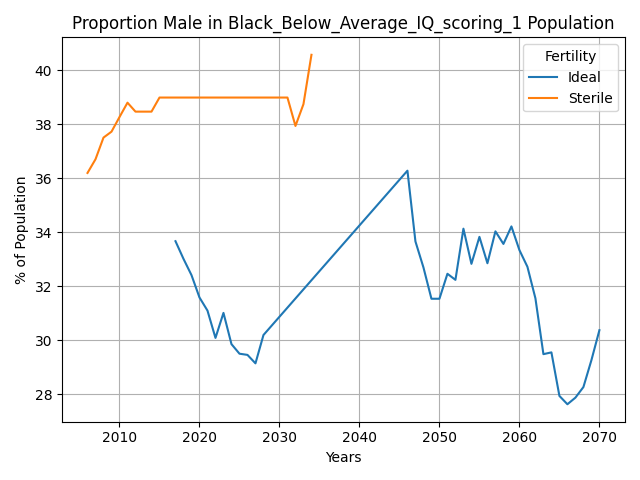 Proportion Male in Black_Below_Average_IQ_scoring_1 Population
% of Population
40
38
36
34
32
30
28
Fertility
Ideal
Sterile
2010 2020 2030 2040 2050 2060 2070
Years